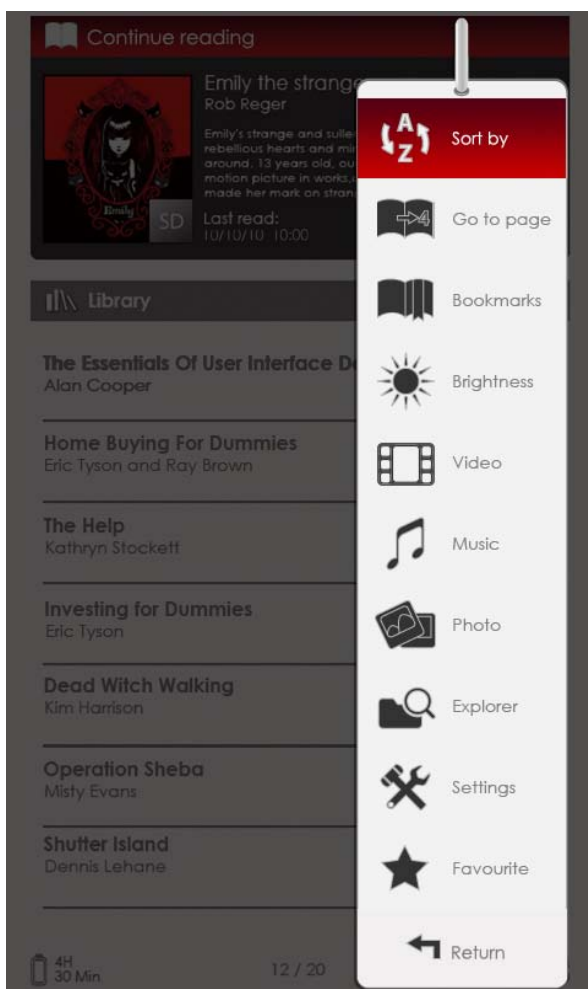 Continue reading
Emily the strange
Rob Reger
Emily's strange and
rebellious hearts and
around. 13 years old,
motion picture in works,
made her mark on
Last read:
10/10/10 10:00
Emily
SD
Library
The Essentials Of User Interface
Alan Cooper
Home Buying For Dummies
Eric Tyson and Ray Brown
The Help
Kathryn Stockett
Investing for Dummies
Eric Tyson
Dead Witch Walking
Kim Harrison
Operation Sheba
Misty Evans
Shutter Island
Dennis Lehane
4H
30 Min
12 / 20
A
Z
Sort by
4
Go to page
Bookmarks
Brightness
Video
Music
Photo
Explorer
Settings
Favourite
Return